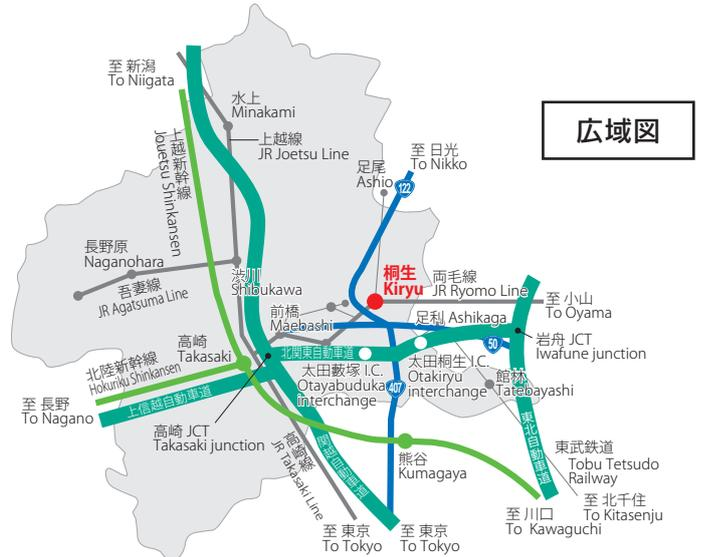 広域図
至 新潟
To Niigata
水上
Minakami
上越線
JR Joetsu Line
上越新幹線
Jouetsu Shinkansen
足尾
Ashio
至 日光
To Nikko
122
長野原
Naganohara
吾妻線
JR Agatsuma Line
渋川
Shibukawa
桐生
Kiryu
両毛線
JR Ryomo Line
至 小山
To Oyama
前橋
Maebashi
足利 Ashikaga
50
岩舟 JCT
Iwafune junction
高崎
Takasaki
北関東自動車道
北陸新幹線
Hokuriku Shinkansen
太田藪塚 I.C.
Otayabuduka
interchange
太田桐生 I.C.
Otakiryu
interchange
407
館林
Tatebayashi
至 長野
To Nagano
上信越自動車道
高崎 JCT
Takasaki junction
高崎線
JR Takasaki Line
関越自動車道
熊谷
Kumagaya
東北自動車道
東武鉄道
Tobu Tetsudo
Railway
至 北千住
To Kitasenju
至 川口
To Kawaguchi
至 東京
To Tokyo
至 東京
To Tokyo